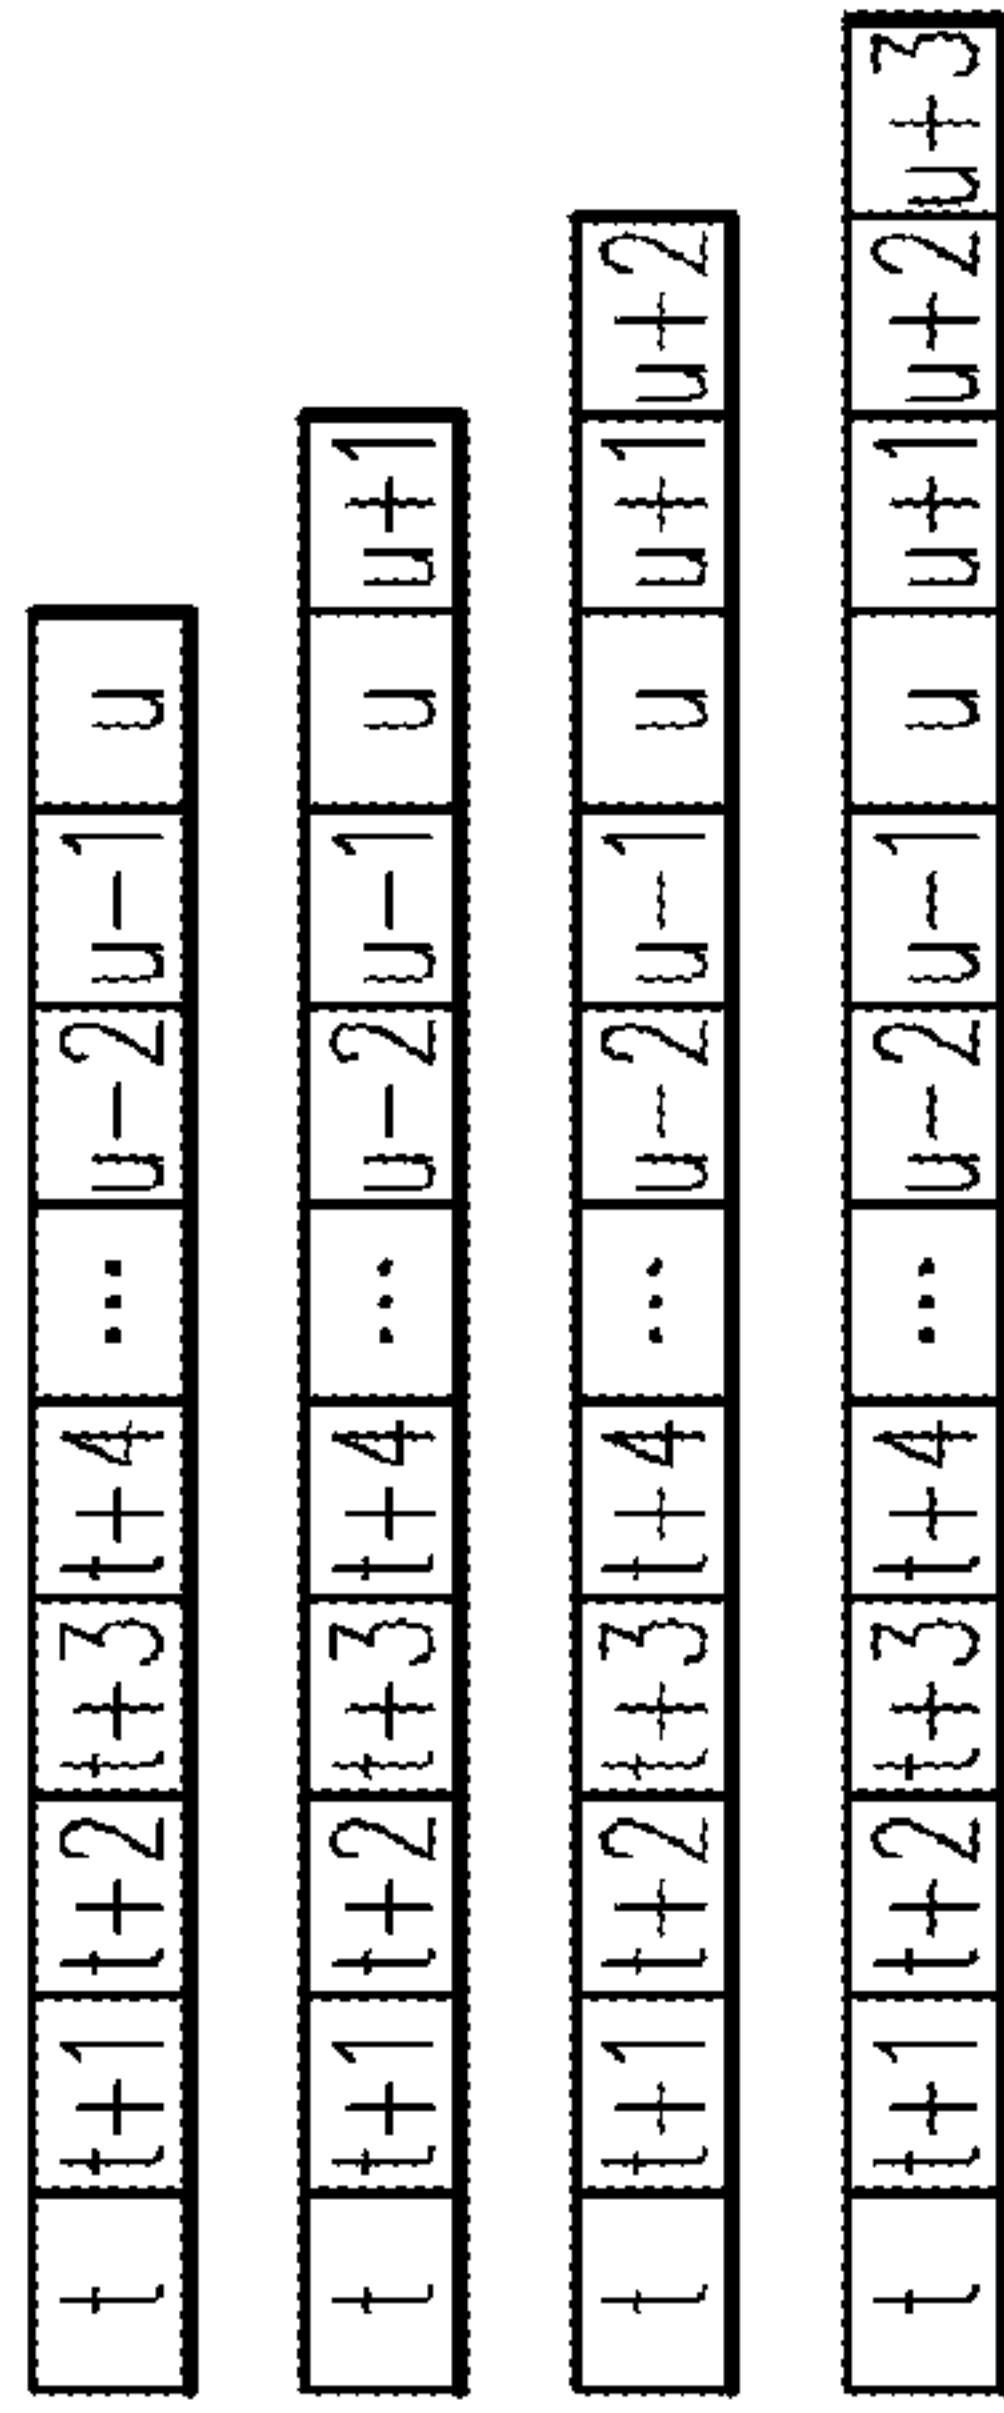 t t+1 t+2 t+3 t+4 ... u-2 u-1 u
t t+1 t+2 t+3 t+4 ... u-2 u-1 u u+1
t t+1 t+2 t+3 t+4 ... u-2 u-1 u u+1 u+2
t t+1 t+2 t+3 t+4 ... u-2 u-1 u u+1 u+2 u+3